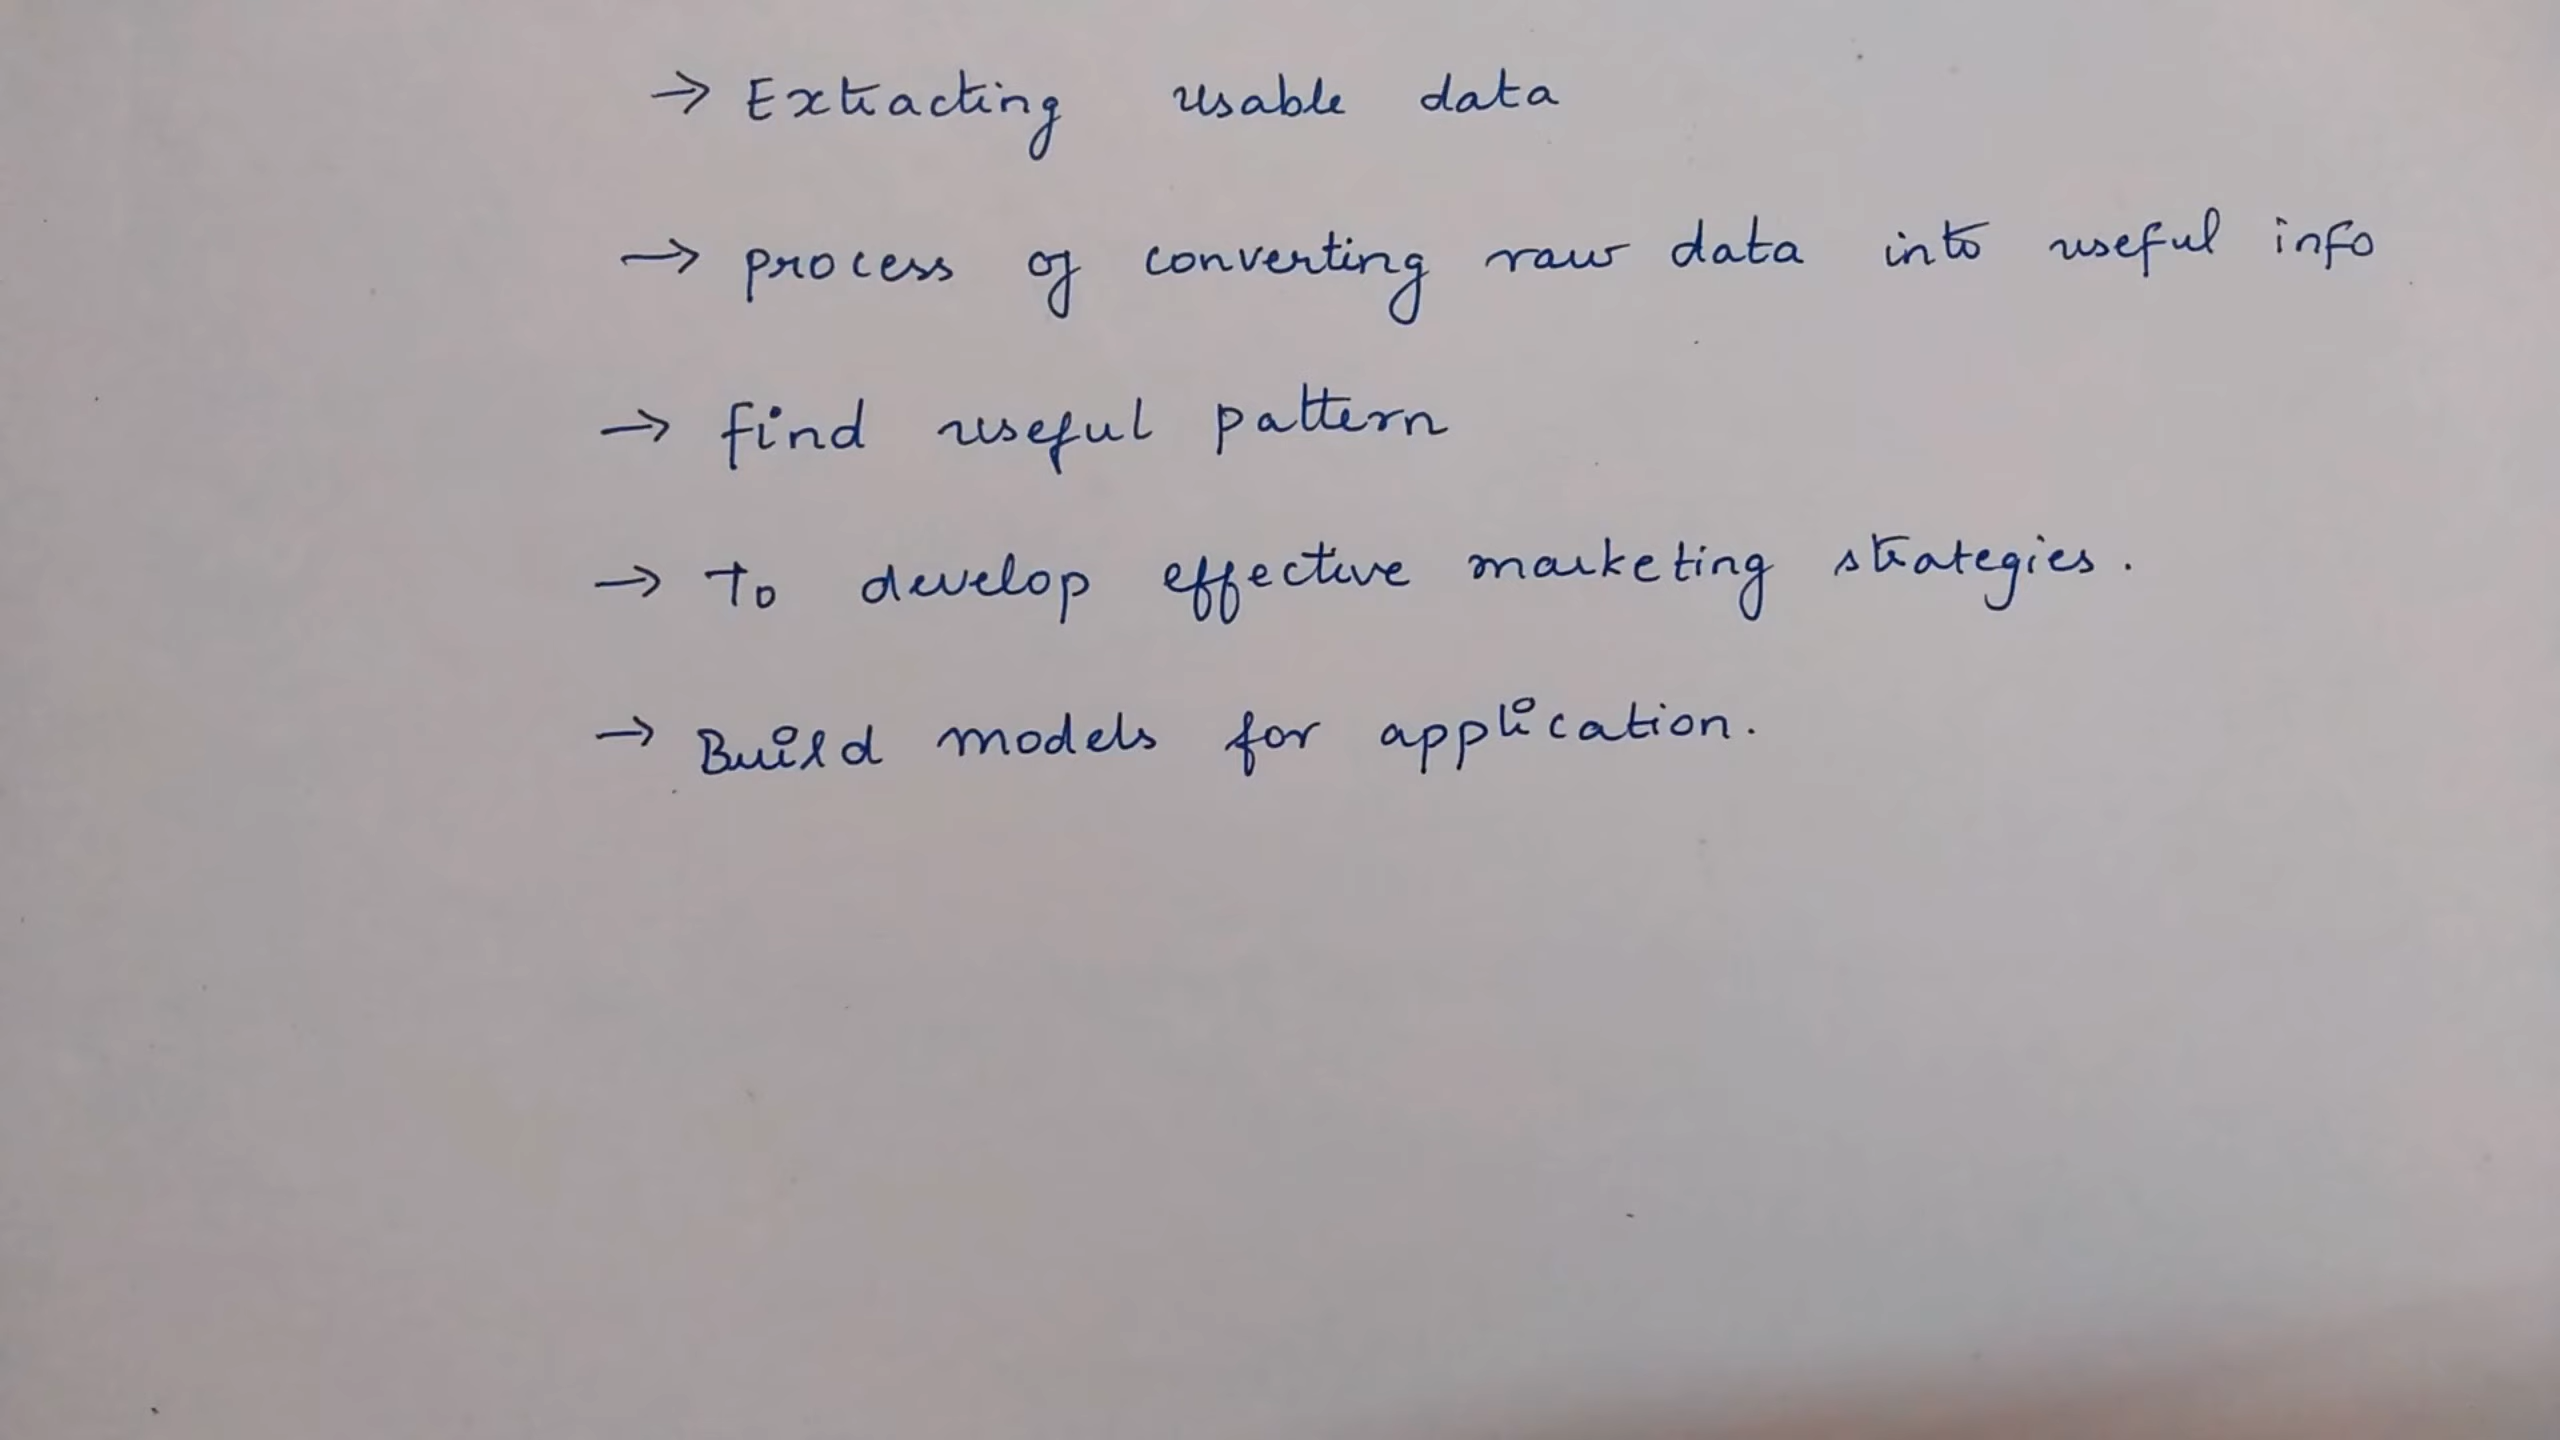 → Extracting usable data
→ process of converting raw data into useful info
→ find useful pattern
→ To develop effective marketing strategies.
→ Build models for application.